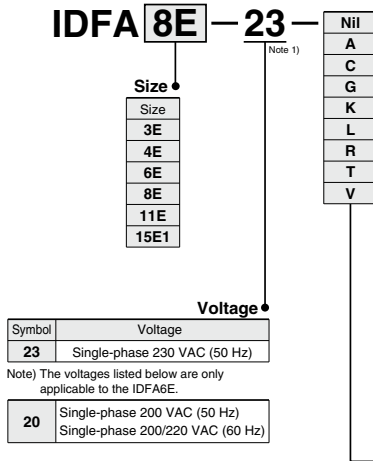 IDFA 8E — 23 —
Note 1)
Nil
A
C
G
K
L
R
T
V
Size
Size
3E
4E
6E
8E
11E
15E1
Voltage
Symbol Voltage
23 Single-phase 230 VAC (50 Hz)
Note) The voltages listed below are only
applicable to the IDFA6E.
20 Single-phase 200 VAC (50 Hz)
Single-phase 200/220 VAC (60 Hz)